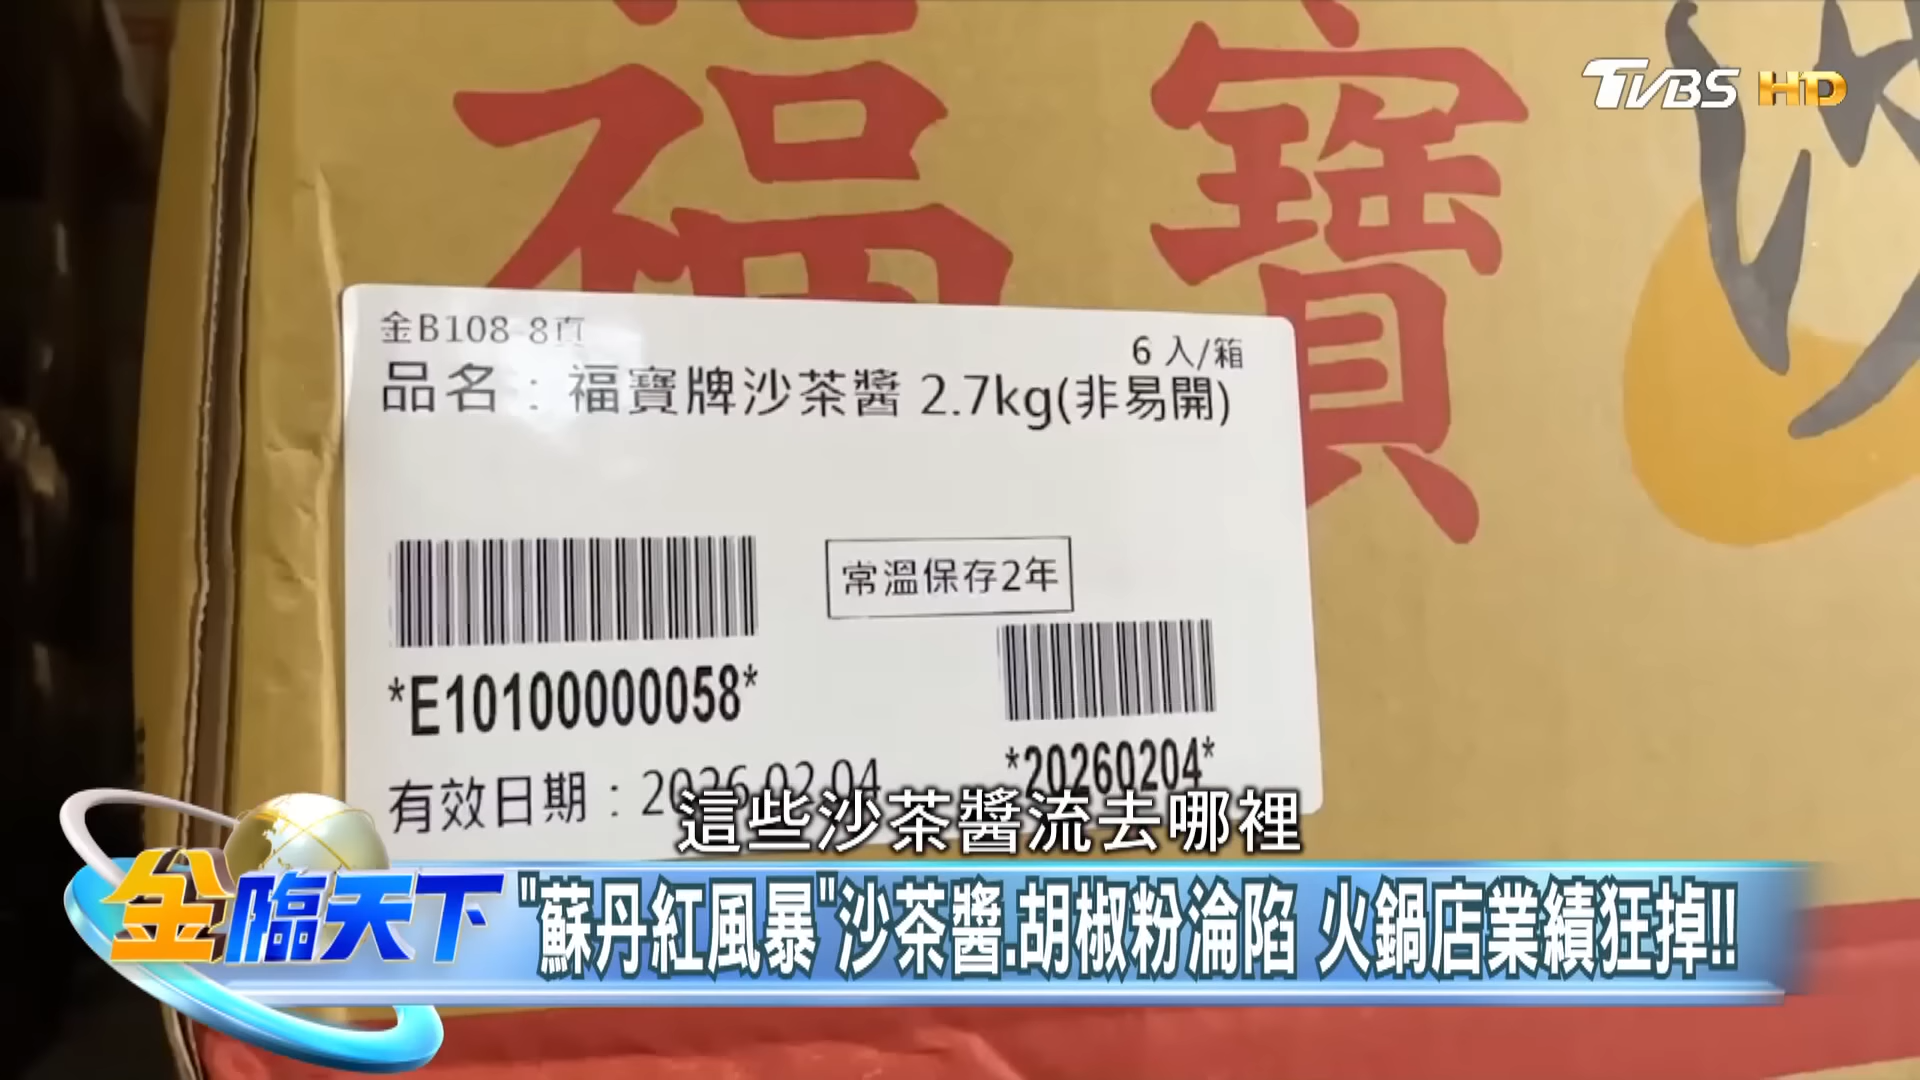 福寶
TVBS HD
金B108-8頁
6 入/箱
品名：福寶牌沙茶醬 2.7kg(非易開)
常溫保存2年
*E10100000058*
*20260204*
有效日期：2026.02.04
這些沙茶醬流去哪裡
金臨天下
"蘇丹紅風暴"沙茶醬.胡椒粉淪陷 火鍋店業績狂掉!!